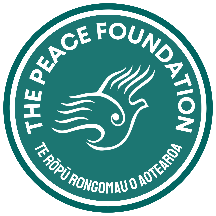 THE PEACE FOUNDATION
TE RŌPŪ RONGOMAU O AOTEAROA